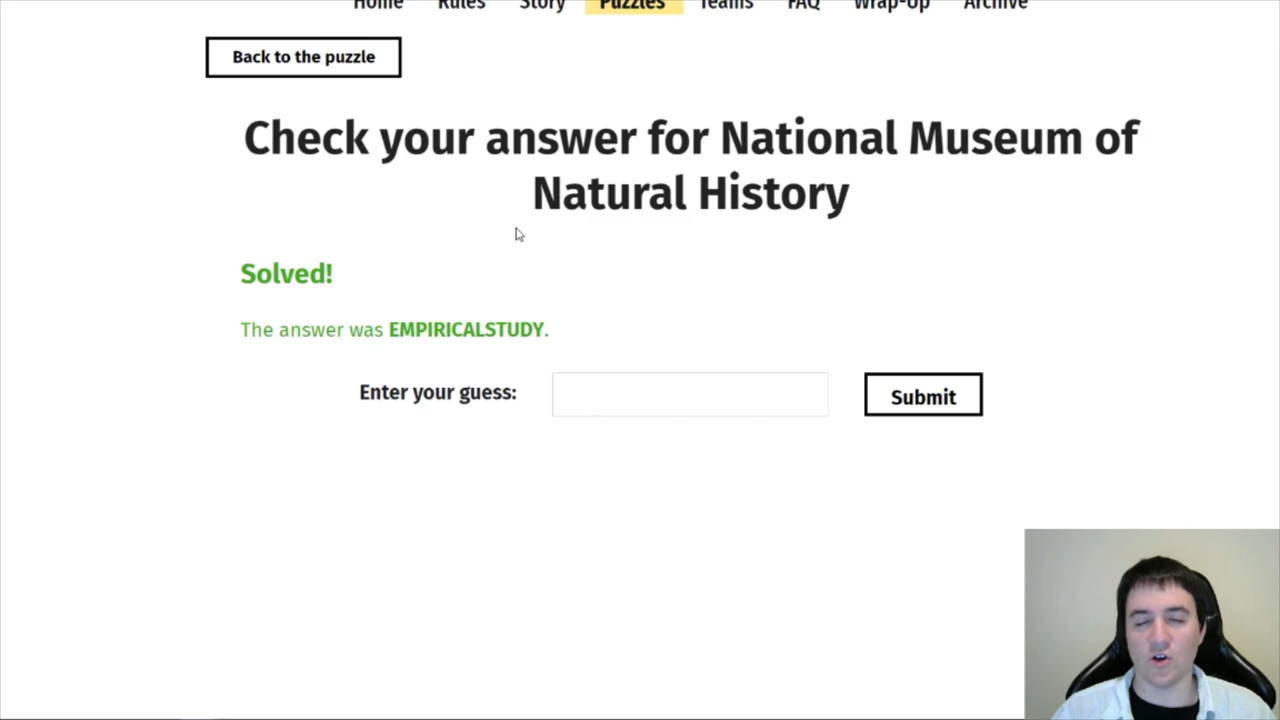 Home Rules Story Puzzles Teams FAQ Wrap-Up Archive
Back to the puzzle
Check your answer for National Museum of
Natural History
Solved!
The answer was EMPIRICALSTUDY.
Enter your guess: Submit